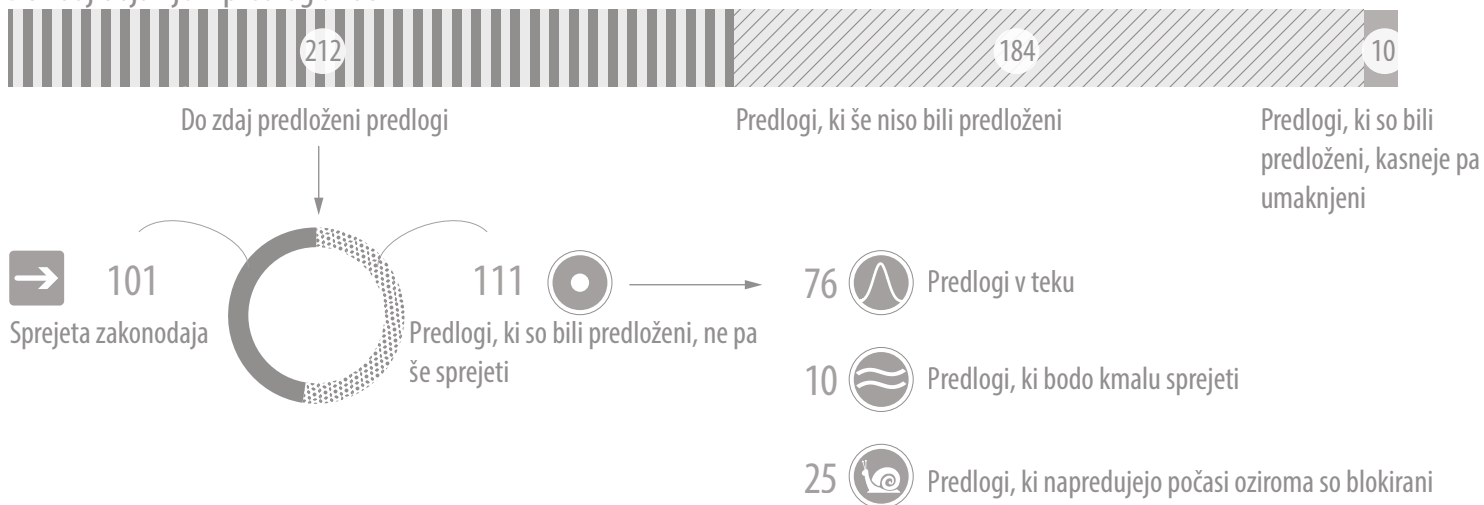 212
184
10
Do zdaj predloženi predlogi
Predlogi, ki še niso bili predloženi
Predlogi, ki so bili
predloženi, kasneje pa
umaknjeni
101
Sprejeta zakonodaja
111
Predlogi, ki so bili predloženi, ne pa
še sprejeti
76 Predlogi v teku
10 Predlogi, ki bodo kmalu sprejeti
25 Predlogi, ki napredujejo počasi oziroma so blokirani